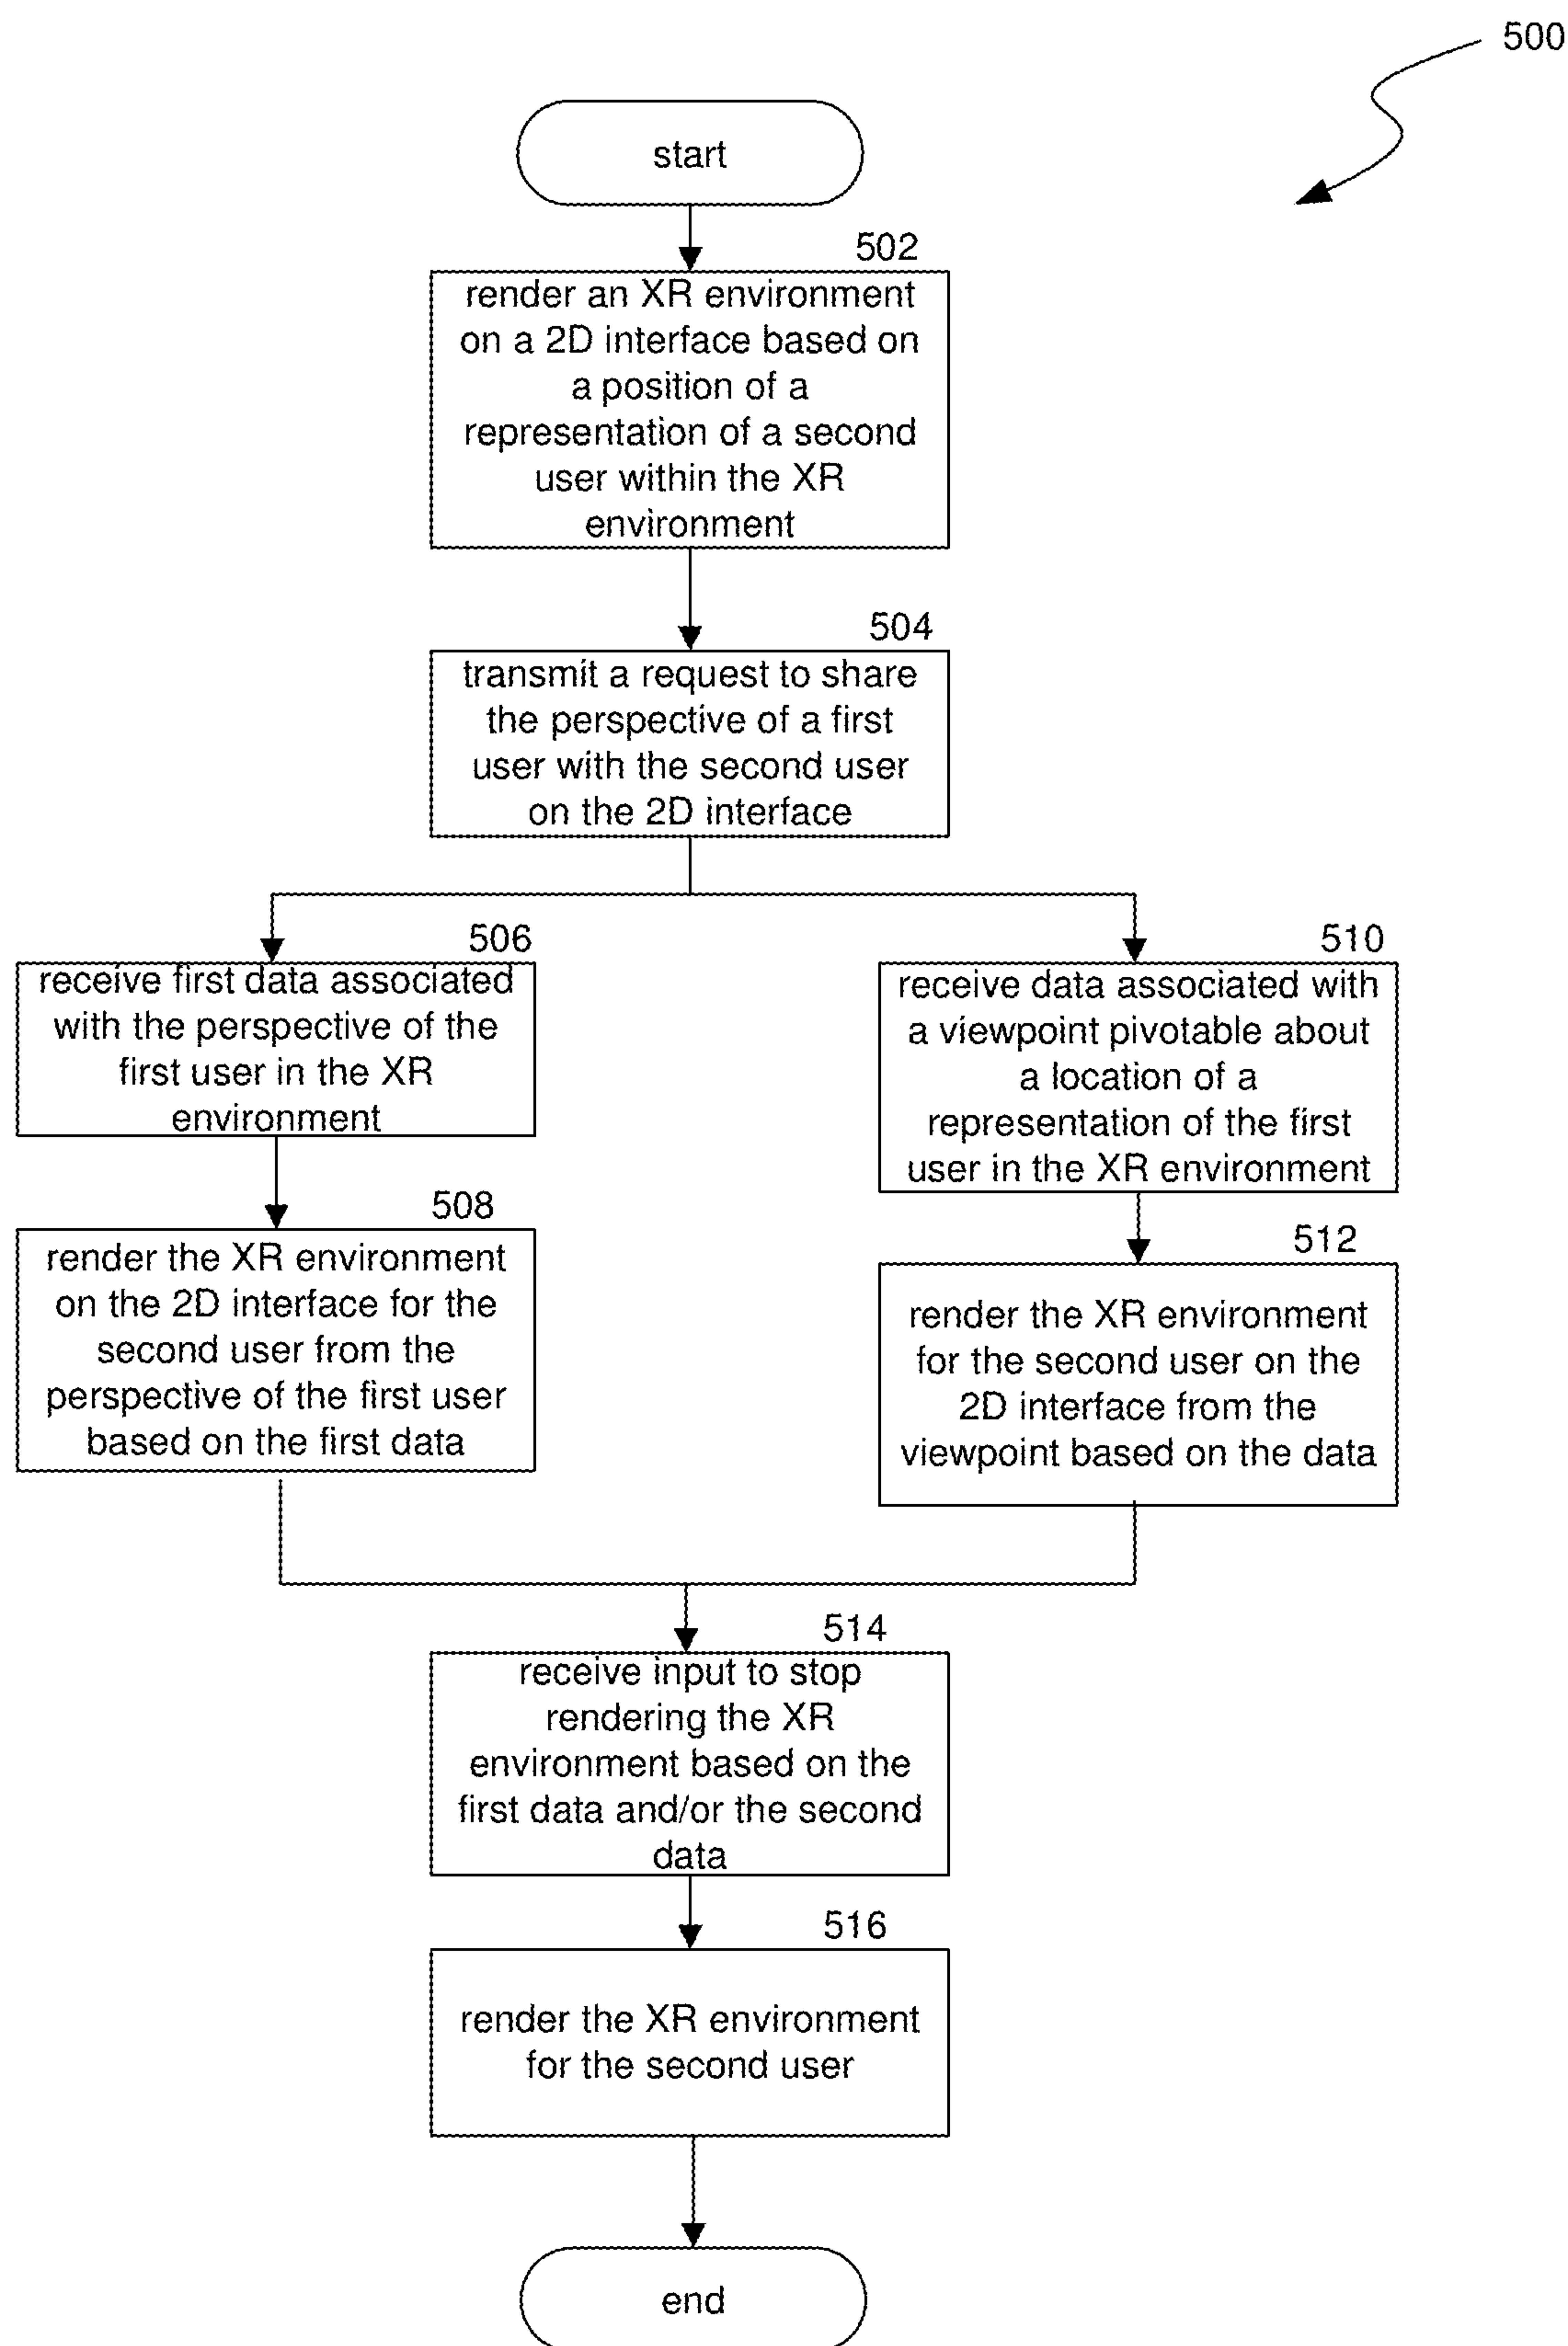 500
start
502
render an XR environment
on a 2D interface based on
a position of a
representation of a second
user within the XR
environment
504
transmit a request to share
the perspective of a first
user with the second user
on the 2D interface
506
receive first data associated
with the perspective of the
first user in the XR
environment
508
render the XR environment
on the 2D interface for the
second user from the
perspective of the first user
based on the first data
510
receive data associated with
a viewpoint pivotable about
a location of a
representation of the first
user in the XR environment
512
render the XR environment
for the second user on the
2D interface from the
viewpoint based on the data
514
receive input to stop
rendering the XR
environment based on the
first data and/or the second
data
516
render the XR environment
for the second user
end